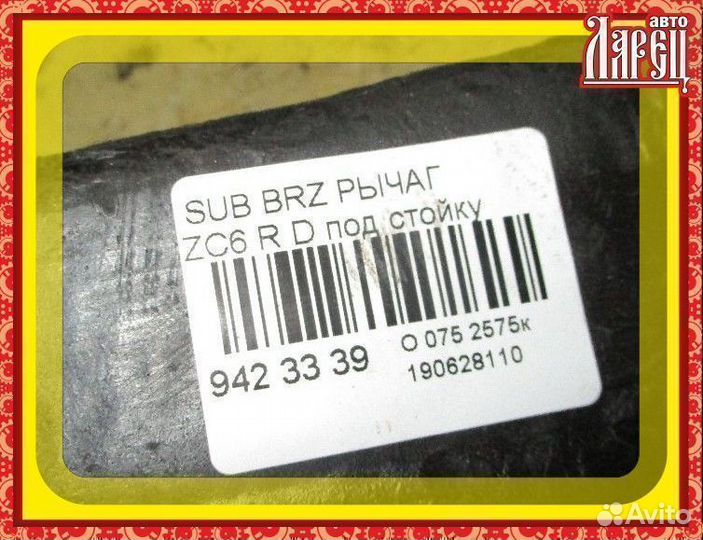 авто
Ларец
SUB BRZ РЫЧАГ
ZC6 R D под стойку
942 33 39
О 075 2575к
190628110
Avito